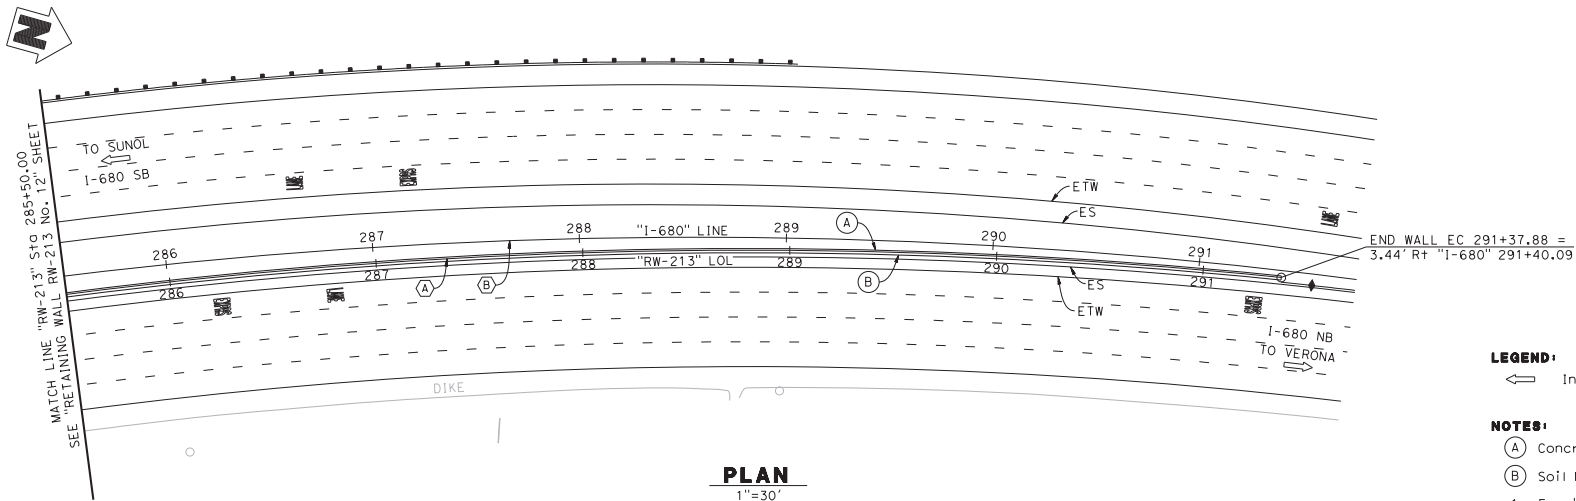 N
MATCH LINE "RW-213" Sta 285+50.00
SEE "RETAINING WALL RW-213 No. 12" SHEET
TO SUNOL
I-680 SB
ETW
ES
286
287
288
"I-680" LINE
289
A
290
291
END WALL EC 291+37.88 =
3.44' Rt "I-680" 291+40.09
286
287
A
B
288
"RW-213" LOL
289
B
290
291
ES
ETW
I-680 NB
TO VERONA
DIKE
PLAN
1"=30'
LEGEND:
In
NOTES:
A Concr
B Soil